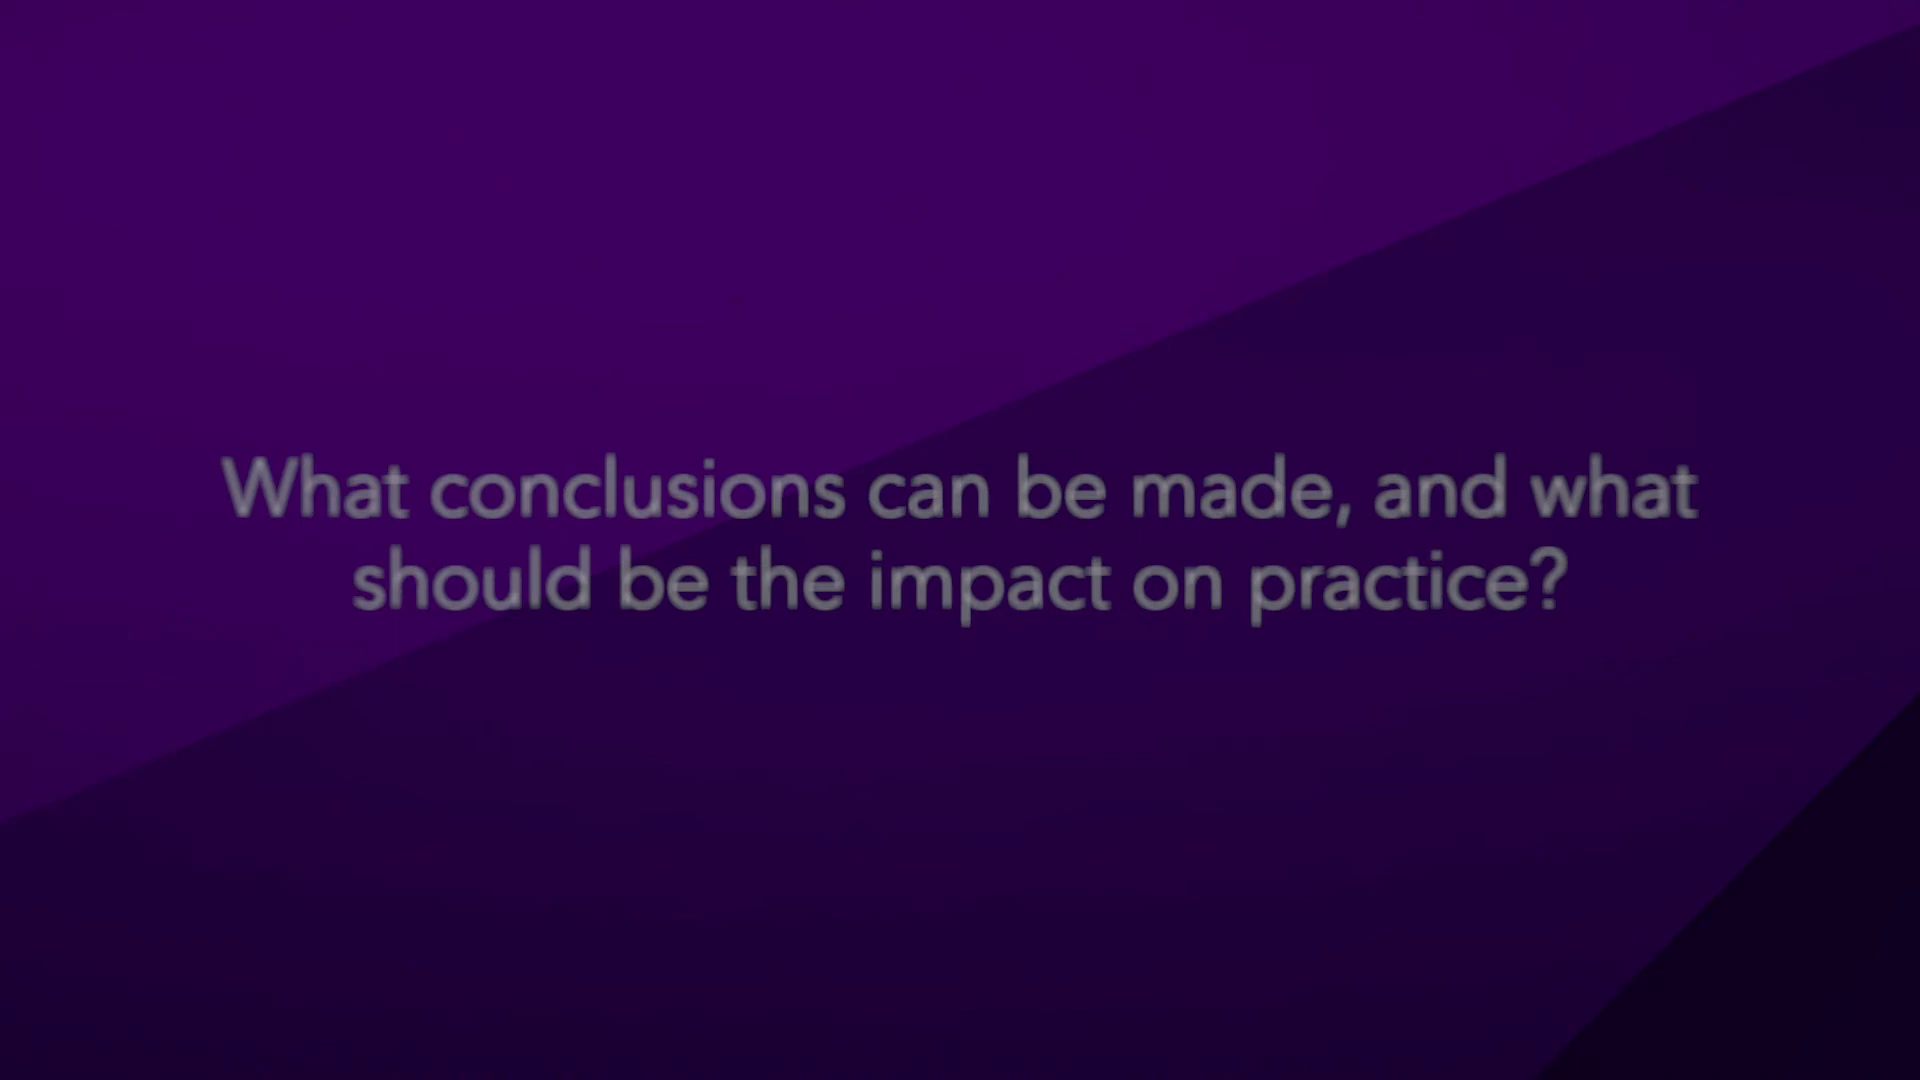 What conclusions can be made, and what
should be the impact on practice?